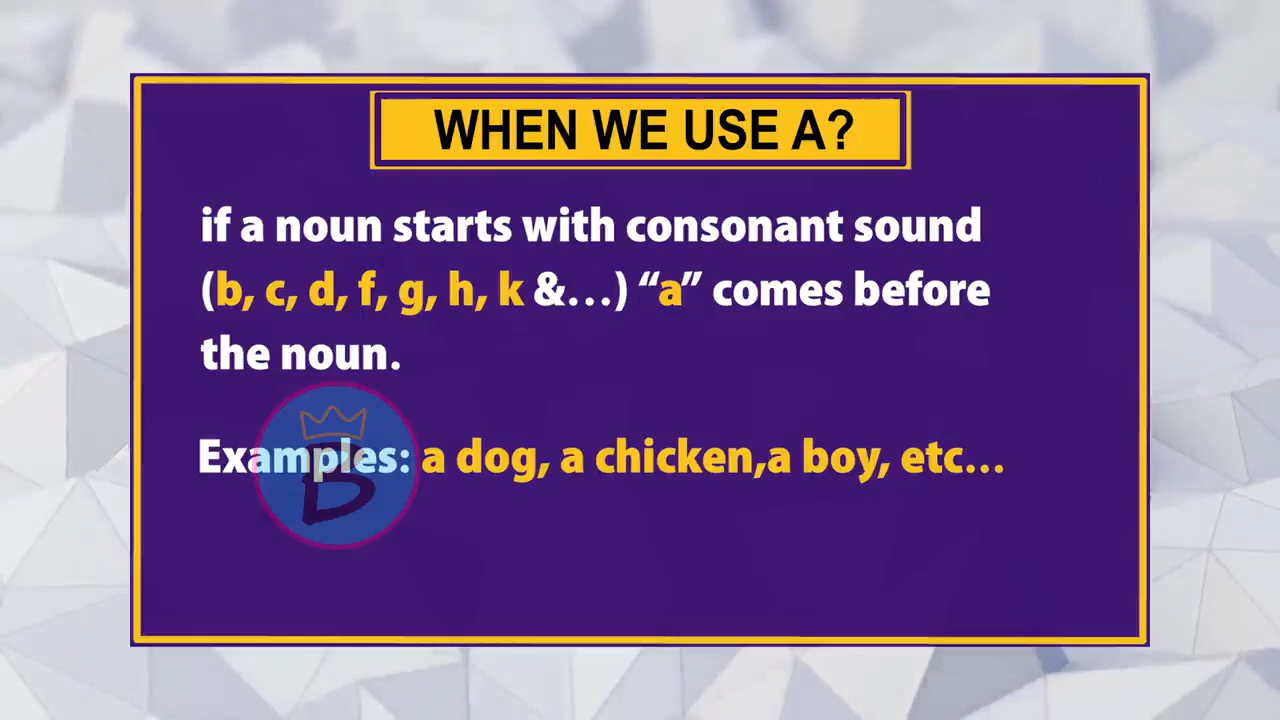 WHEN WE USE A?
if a noun starts with consonant sound
(b, c, d, f, g, h, k &...) “a” comes before
the noun.
Examples: a dog, a chicken,a boy, etc...
B